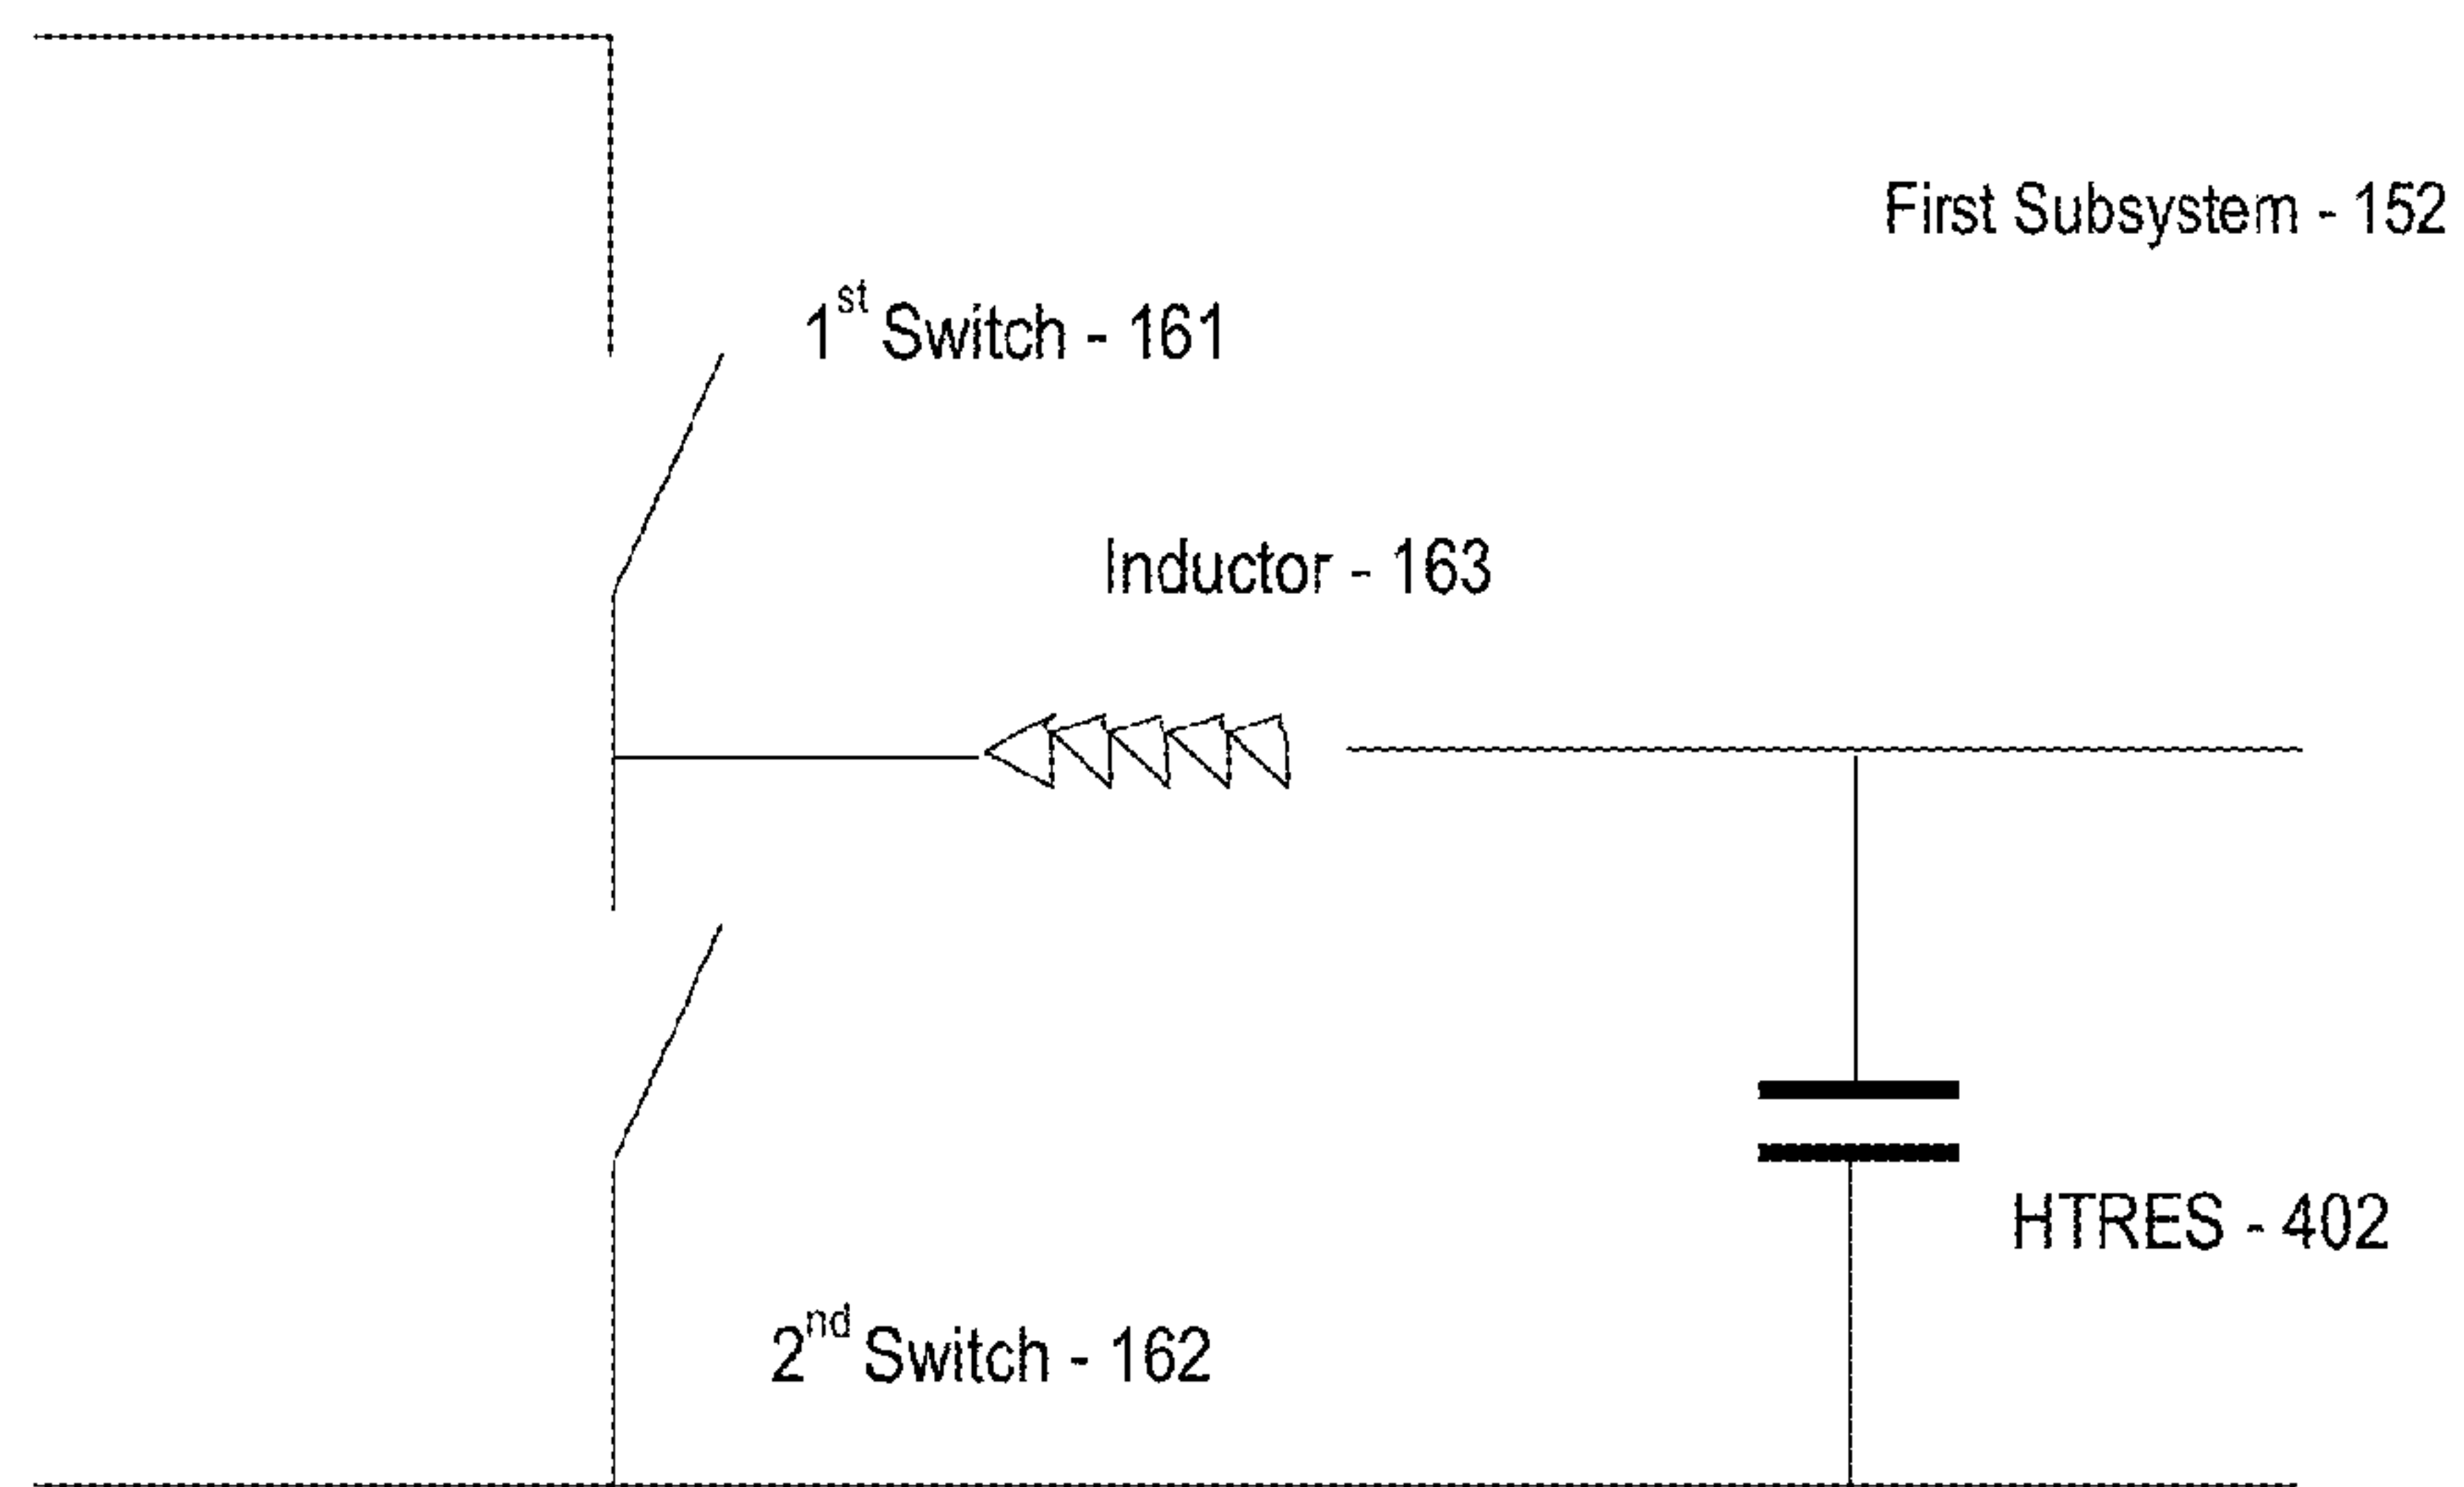 First Subsystem - 152
1st Switch - 161
Inductor - 163
HTRES - 402
2nd Switch - 162